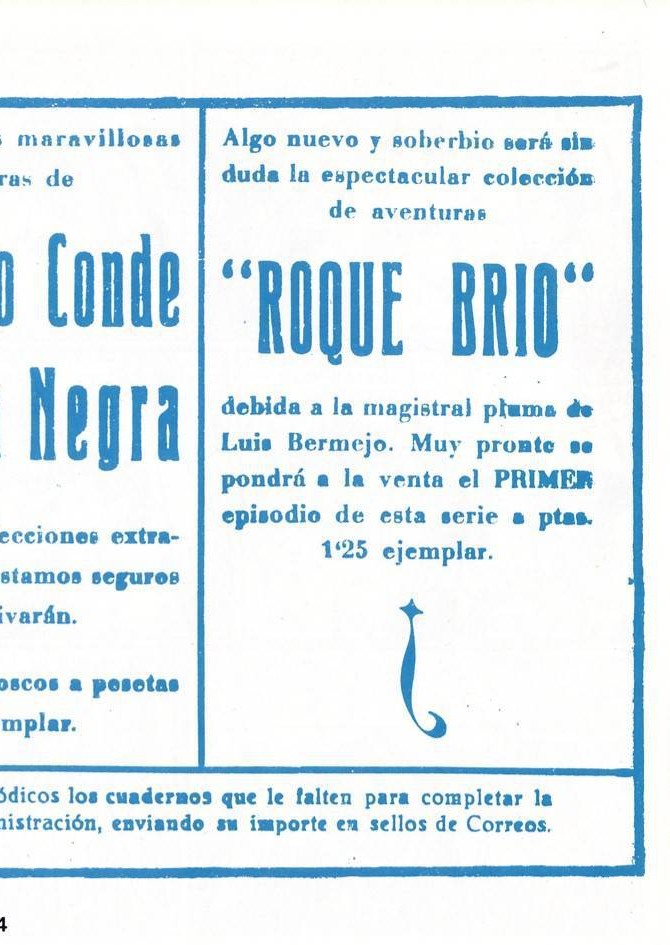 maravillosas
ras de
o Conde
Negra
ecciones extra-
stamos seguros
ivarán.
oscos a pesetas
mplar.
Algo nuevo y soberbio será sin
duda la espectacular colección
de aventuras
“ROQUE BRIO“
debida a la magistral pluma de
Luis Bermejo. Muy pronto se
pondrá a la venta el PRIMER
episodio de esta serie a ptas.
1‘25 ejemplar.
ódicos los cuadernos que le falten para completar la
nistración, enviando su importe en sellos de Correos.
4